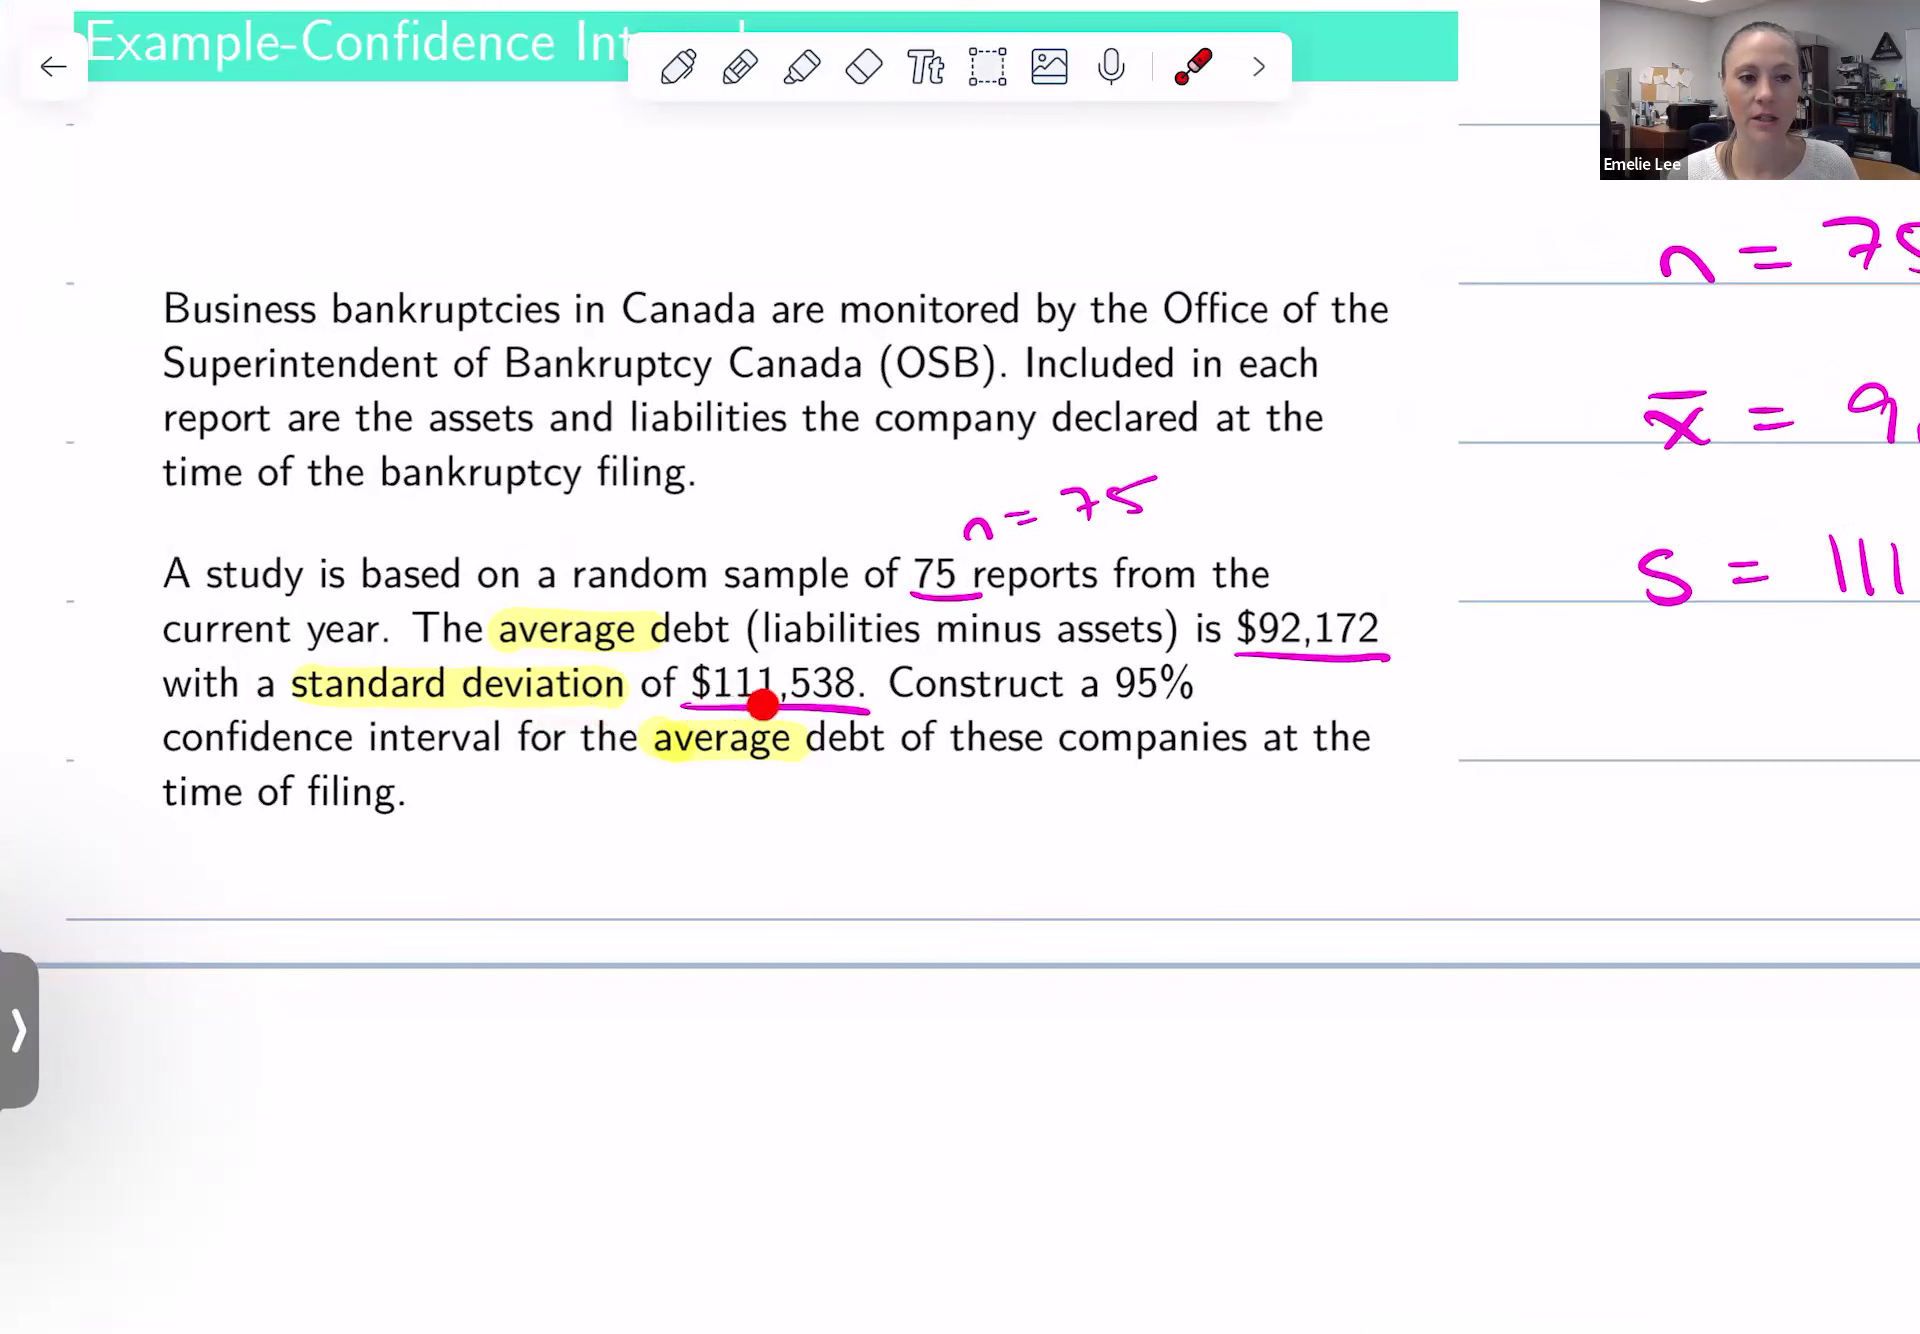 Example-Confidence
Tt
Emelie Lee
n = 75
Business bankruptcies in Canada are monitored by the Office of the
Superintendent of Bankruptcy Canada (OSB). Included in each
report are the assets and liabilities the company declared at the
time of the bankruptcy filing.
x̄ = 9
n = 75
A study is based on a random sample of 75 reports from the
s = 111
current year. The average debt (liabilities minus assets) is $92,172
with a standard deviation of $111,538. Construct a 95%
confidence interval for the average debt of these companies at the
time of filing.